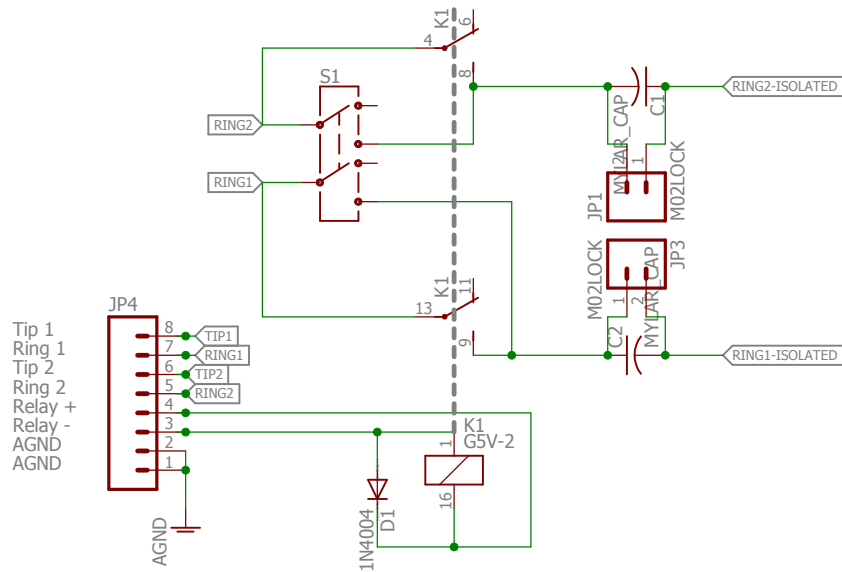 K1
6
4
8
S1
RING2
RING1
C1
MYLAR_CAP
RING2-ISOLATED
2
1
JP1
M02LOCK
M02LOCK
JP3
1
2
MYLAR_CAP
C2
RING1-ISOLATED
K1
11
13
9
JP4
Tip 1
Ring 1
Tip 2
Ring 2
Relay +
Relay -
AGND
AGND
8
7
6
5
4
3
2
1
TIP1
RING1
TIP2
RING2
K1
G5V-2
1
16
1N4004
D1
AGND